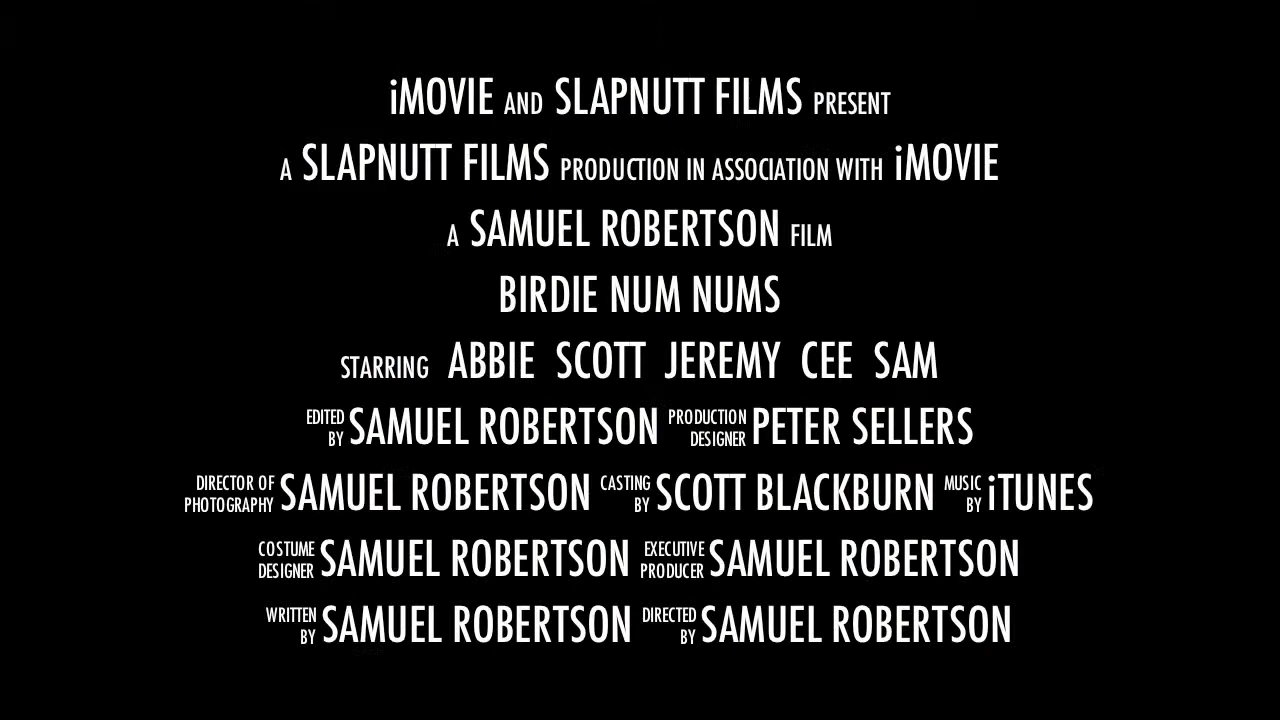 iMOVIE AND SLAPNUTT FILMS PRESENT
A SLAPNUTT FILMS PRODUCTION IN ASSOCIATION WITH iMOVIE
A SAMUEL ROBERTSON FILM
BIRDIE NUM NUMS
STARRING ABBIE SCOTT JEREMY CEE SAM
EDITED BY SAMUEL ROBERTSON PRODUCTION DESIGNER PETER SELLERS
DIRECTOR OF PHOTOGRAPHY SAMUEL ROBERTSON CASTING BY SCOTT BLACKBURN MUSIC BY iTUNES
COSTUME DESIGNER SAMUEL ROBERTSON EXECUTIVE PRODUCER SAMUEL ROBERTSON
WRITTEN BY SAMUEL ROBERTSON DIRECTED BY SAMUEL ROBERTSON